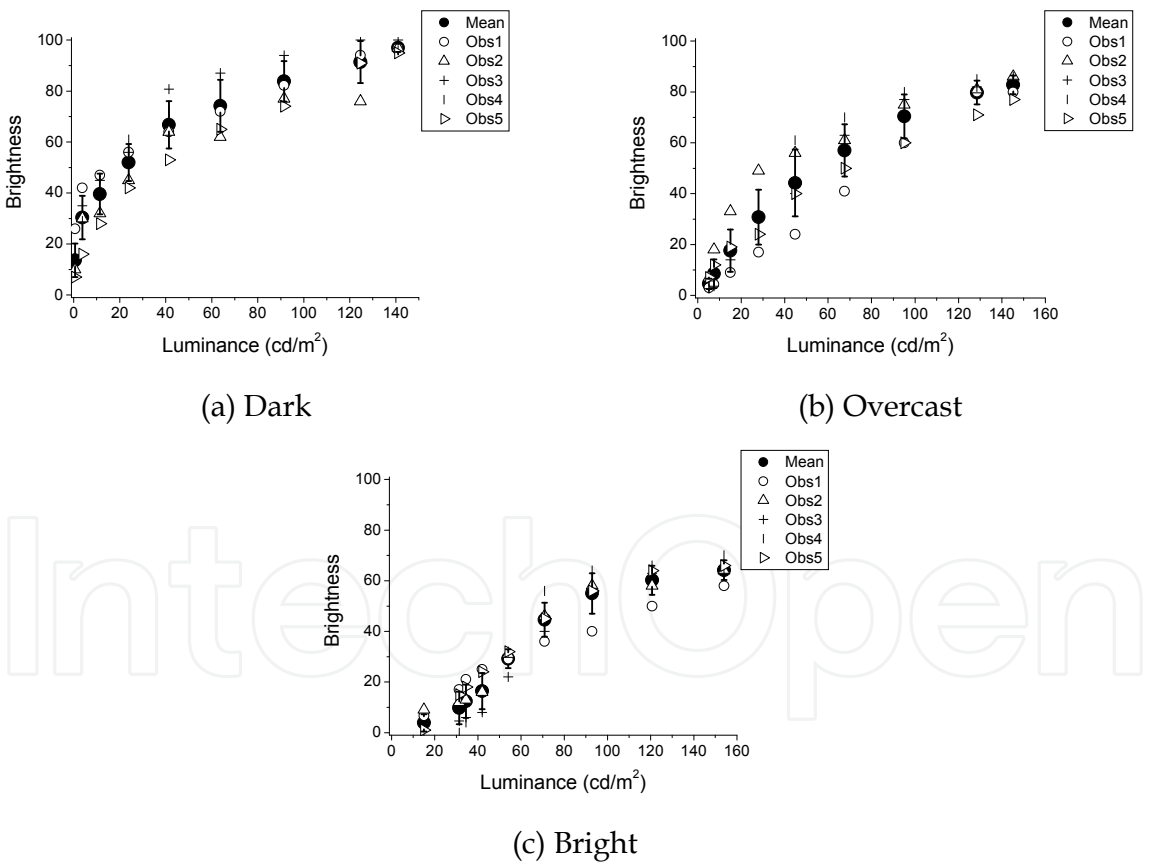 Mean
Obs1
Obs2
Obs3
Obs4
Obs5
100
80
60
40
20
0
Brightness
0 20 40 60 80 100 120 140
Luminance (cd/m²)
(a) Dark
Mean
Obs1
Obs2
Obs3
Obs4
Obs5
100
80
60
40
20
0
Brightness
0 20 40 60 80 100 120 140 160
Luminance (cd/m²)
(b) Overcast
Mean
Obs1
Obs2
Obs3
Obs4
Obs5
100
80
60
40
20
0
Brightness
0 20 40 60 80 100 120 140 160
Luminance (cd/m²)
(c) Bright
IntechOpen